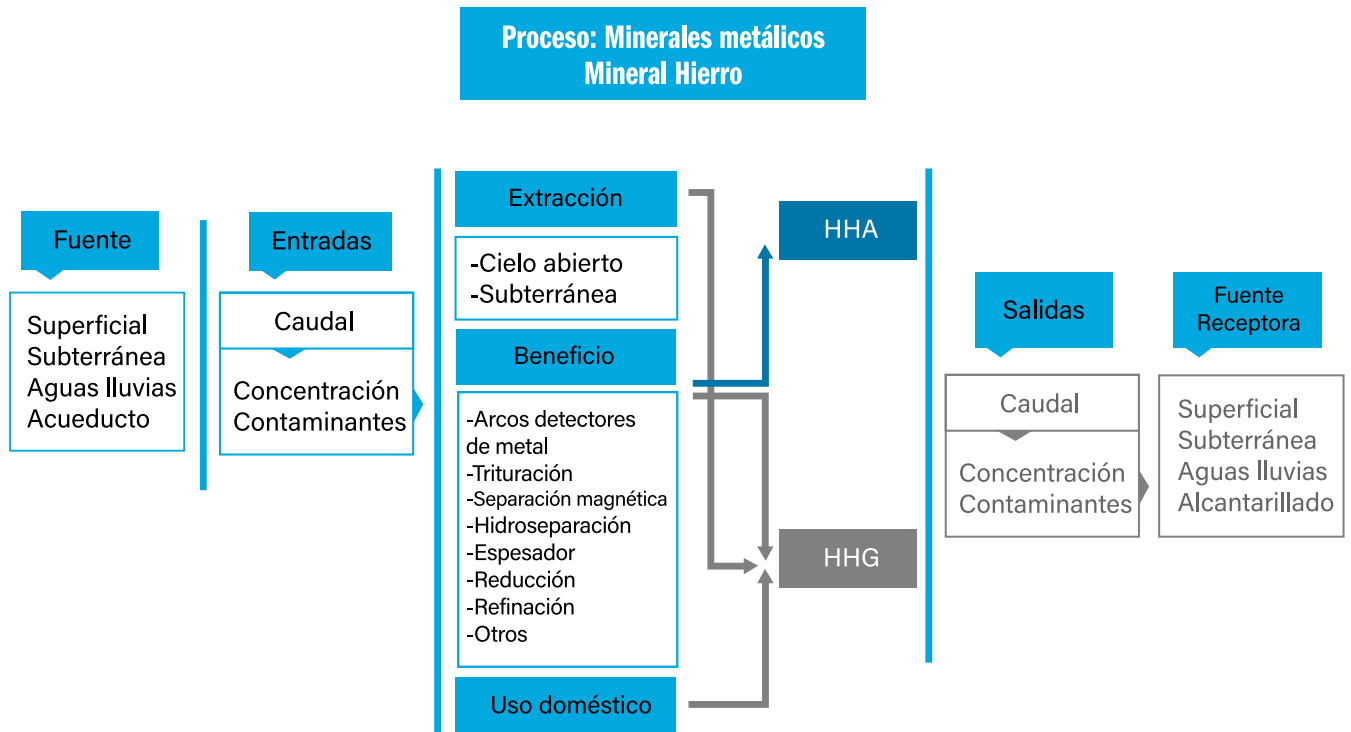 Proceso: Minerales metálicos
Mineral Hierro
Fuente
Superficial
Subterránea
Aguas lluvias
Acueducto
Entradas
Caudal
Concentración
Contaminantes
Extracción
-Cielo abierto
-Subterránea
Beneficio
-Arcos detectores
de metal
-Trituración
-Separación magnética
-Hidroseparación
-Espesador
-Reducción
-Refinación
-Otros
Uso doméstico
HHA
HHG
Salidas
Caudal
Concentración
Contaminantes
Fuente
Receptora
Superficial
Subterránea
Aguas lluvias
Alcantarillado